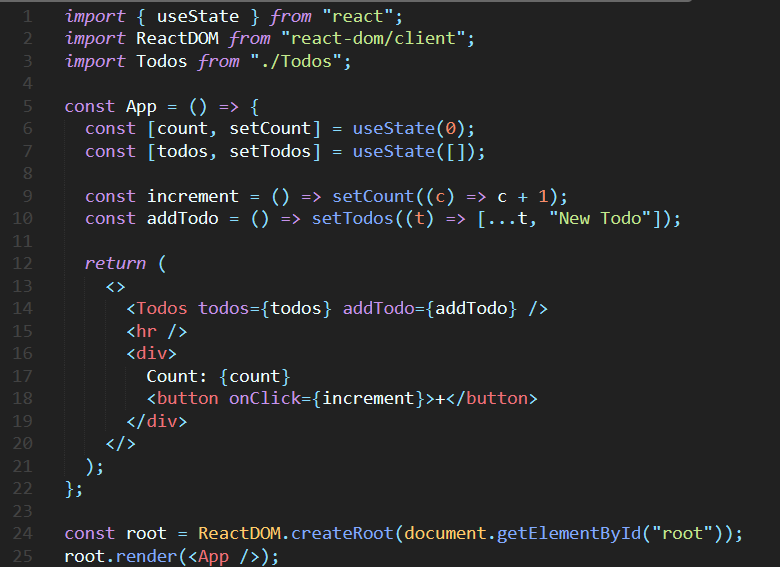 1 import { useState } from "react";
2 import ReactDOM from "react-dom/client";
3 import Todos from "./Todos";
4
5 const App = () => {
6   const [count, setCount] = useState(0);
7   const [todos, setTodos] = useState([]);
8
9   const increment = () => setCount((c) => c + 1);
10   const addTodo = () => setTodos((t) => [...t, "New Todo"]);
11
12   return (
13     <>
14       <Todos todos={todos} addTodo={addTodo} />
15       <hr />
16       <div>
17         Count: {count}
18         <button onClick={increment}>+</button>
19       </div>
20     </>
21   );
22 };
23
24 const root = ReactDOM.createRoot(document.getElementById("root"));
25 root.render(<App />);